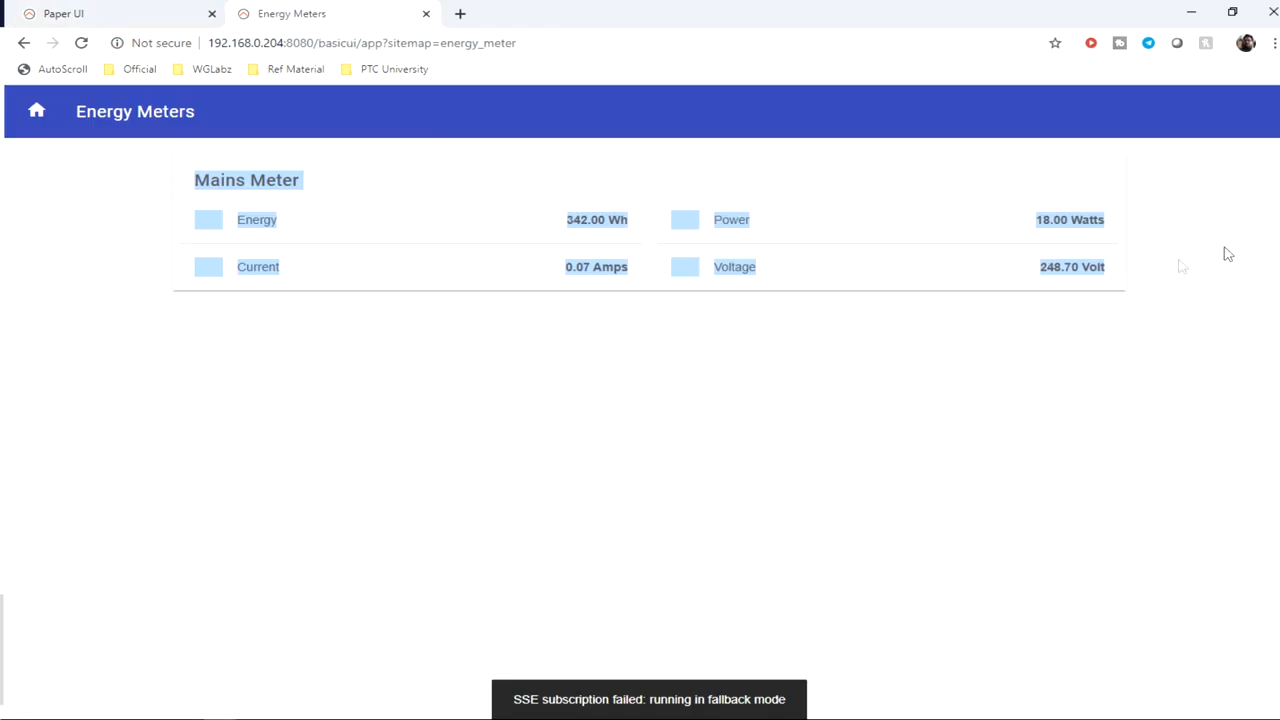 Paper UI
Energy Meters
Not secure
192.168.0.204:8080/basicui/app?sitemap=energy_meter
AutoScroll Official WGLabz Ref Material PTC University
Energy Meters
Mains Meter
Energy 342.00 Wh Power 18.00 Watts
Current 0.07 Amps Voltage 248.70 Volt
SSE subscription failed: running in fallback mode